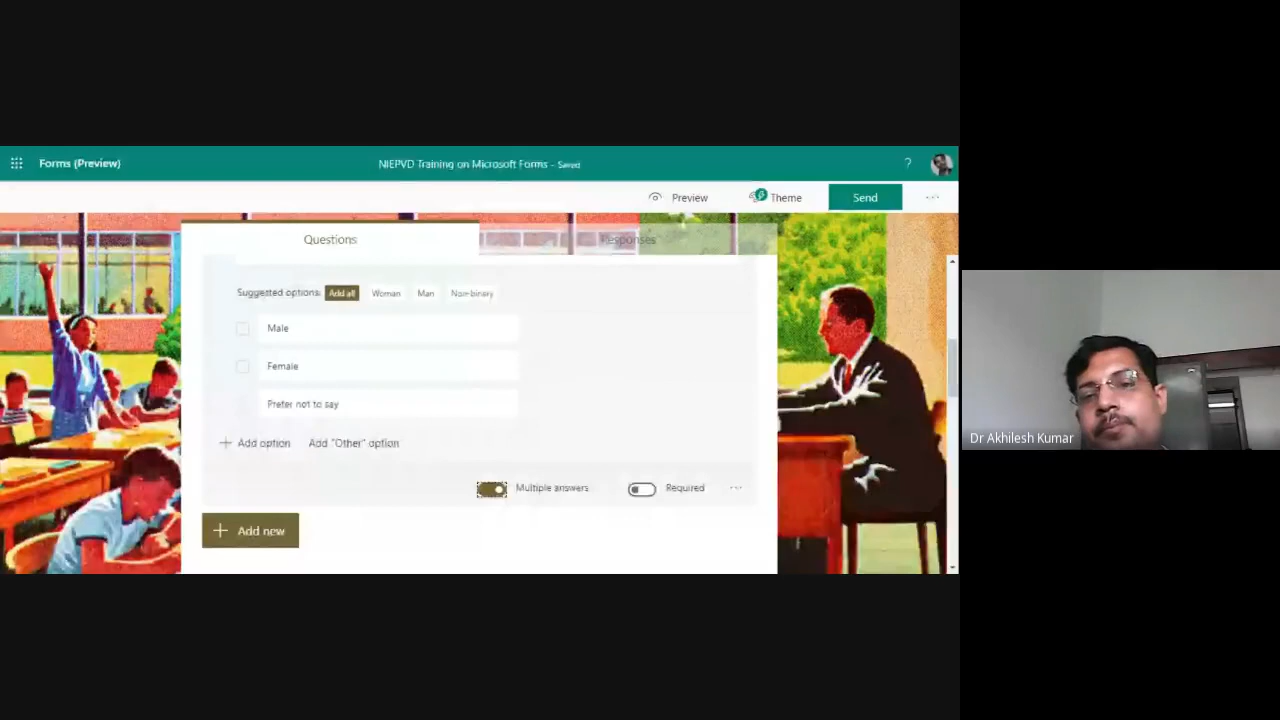 Forms (Preview)
NIEPVD Training on Microsoft Forms - Saved
?
Preview
Theme
Send
...
Questions
Responses
Suggested options: Add all Woman Man Non-binary
Male
Female
Prefer not to say
+ Add option Add "Other" option
Multiple answers Required ...
+ Add new
Dr Akhilesh Kumar